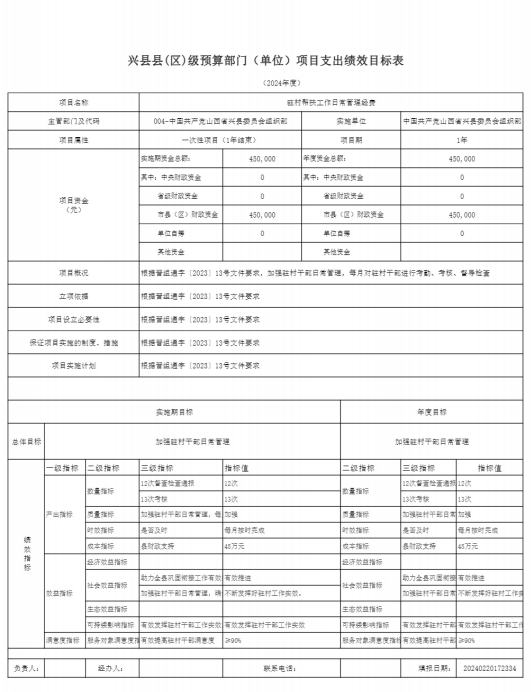 兴县县(区)级预算部门（单位）项目支出绩效目标表
（2024年度）
项目名称 驻村帮扶工作日常管理经费
主管部门及代码 004-中国共产党山西省兴县委员会组织部 实施单位 中国共产党山西省兴县委员会组织部
项目属性 一次性项目（1年结束） 项目期 1年
项目资金（元）
实施期资金总额： 450,000 年度资金总额： 450,000
其中：中央财政资金 0 其中：中央财政资金 0
省级财政资金 0 省级财政资金 0
市县（区）财政资金 450,000 市县（区）财政资金 450,000
单位自筹 0 单位自筹 0
其他资金 其他资金
项目概况 根据晋组通字〔2023〕13号文件要求，加强驻村干部日常管理，每月对驻村干部进行考勤、考核、督导检查
立项依据 根据晋组通字〔2023〕13号文件要求
项目设立必要性 根据晋组通字〔2023〕13号文件要求
保证项目实施的制度、措施 根据晋组通字〔2023〕13号文件要求
项目实施计划 根据晋组通字〔2023〕13号文件要求
实施期目标 年度目标
总体目标 加强驻村干部日常管理 加强驻村干部日常管理
绩效指标
一级指标 二级指标 三级指标 指标值 二级指标 三级指标 指标值
产出指标 数量指标 12次督查检查通报 12次 数量指标 12次督查检查通报 12次
13次考核 13次 13次考核 13次
质量指标 加强驻村干部日常管理，每 加强 质量指标 加强驻村干部日常 加强
时效指标 是否及时 每月按时完成 时效指标 是否及时 每月按时完成
成本指标 县财政支持 45万元 成本指标 县财政支持 45万元
效益指标 经济效益指标 经济效益指标
社会效益指标 助力全县巩固衔接工作有效 有效推进 社会效益指标 助力全县巩固衔接 有效推进
加强驻村干部日常管理，确 不断发挥好驻村工作实效。 加强驻村干部日常 不断发挥好驻村工作实效
生态效益指标 生态效益指标
可持续影响指标 有效发挥驻村干部工作实效 有效发挥驻村干部工作实效 可持续影响指标 有效发挥驻村干部 有效发挥驻村干部工作
满意度指标 服务对象满意度指标 有效提高驻村干部满意度 ≥90% 服务对象满意度指标 有效提高驻村干部 ≥90%
负责人： 经办人： 联系电话： 填报日期： 20240220172334